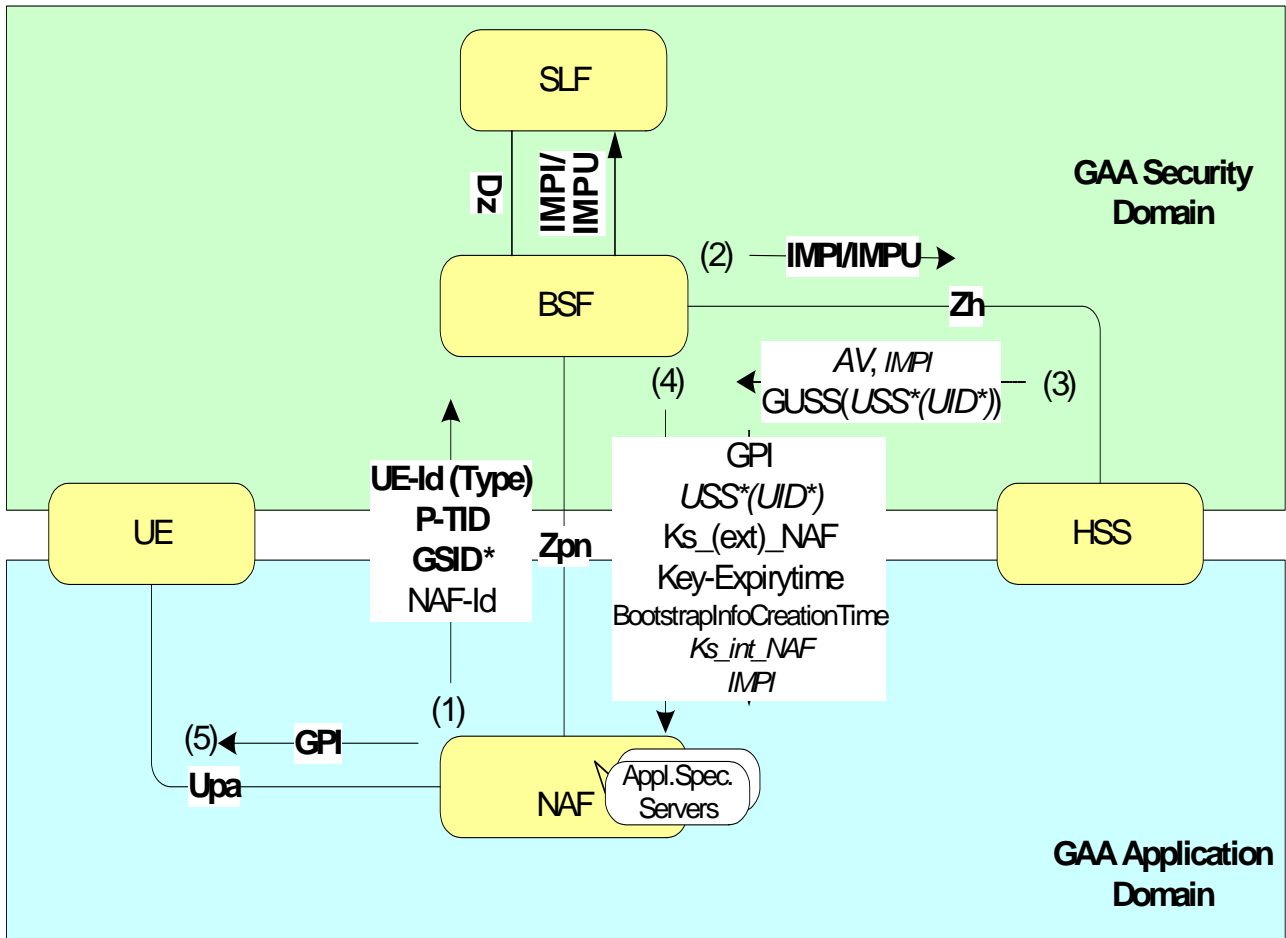 SLF
GAA Security
Domain
Dz
IMPI/
IMPU
(2)
IMPI/IMPU
BSF
Zh
(4)
AV, IMPI
GUSS(USS*(UID*))
(3)
UE-Id (Type)
P-TID
GSID*
NAF-Id
Zpn
GPI
USS*(UID*)
Ks_(ext)_NAF
Key-Expirytime
BootstrapInfoCreationTime
Ks_int_NAF
IMPI
UE
HSS
(1)
(5)
GPI
Upa
NAF
Appl.Spec.
Servers
GAA Application
Domain